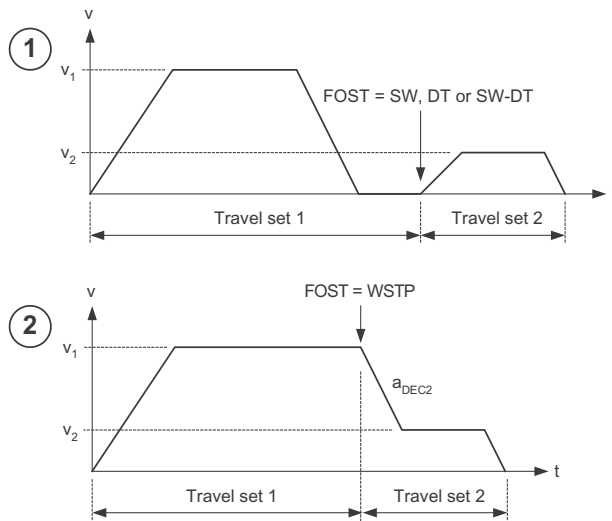 v
1
v₁
FOST = SW, DT or SW-DT
v₂
Travel set 1
Travel set 2
v
FOST = WSTP
2
v₁
a_DEC2
v₂
t
Travel set 1
Travel set 2